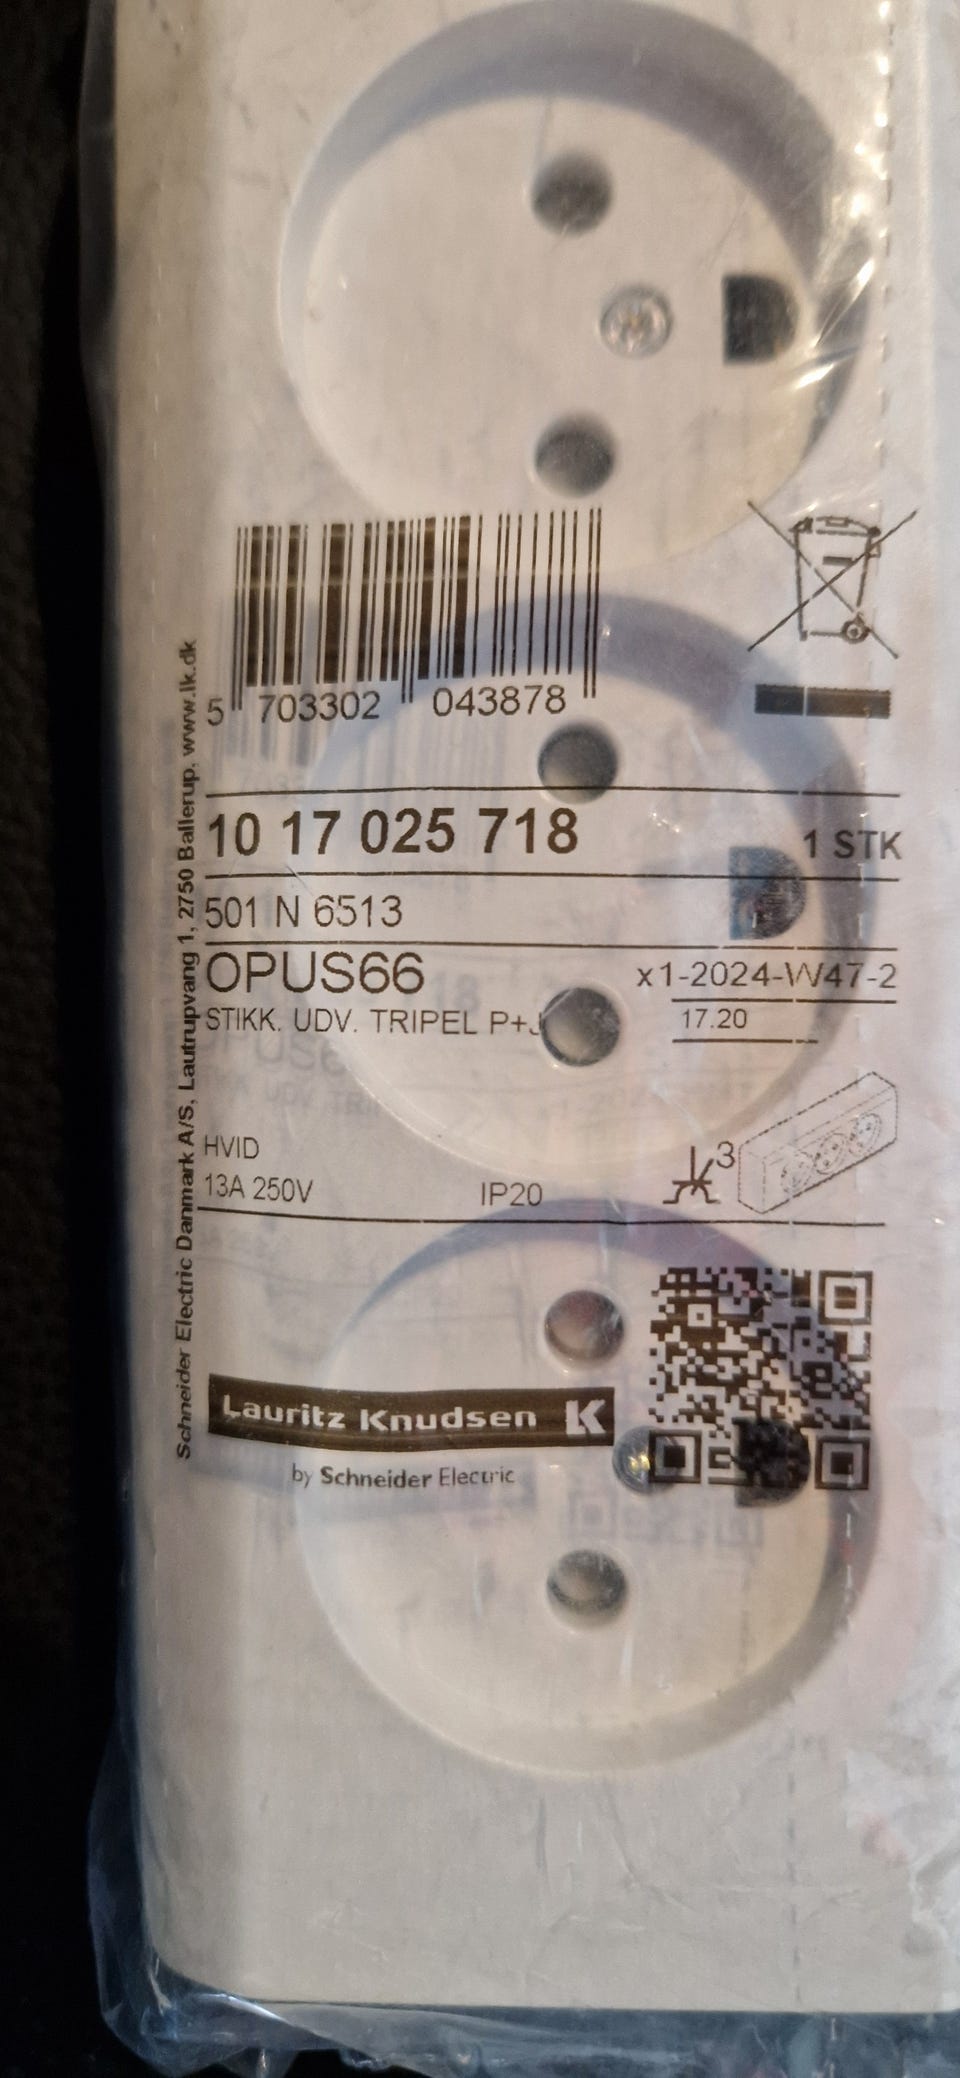 5 703302 043878
10 17 025 718 1 STK
501 N 6513
OPUS66 x1-2024-W47-2
STIKK. UDV. TRIPEL P+J 17.20
HVID 3
13A 250V IP20
Lauritz Knudsen LK
by Schneider Electric
Schneider Electric Danmark A/S, Lautrupvang 1, 2750 Ballerup, www.lk.dk